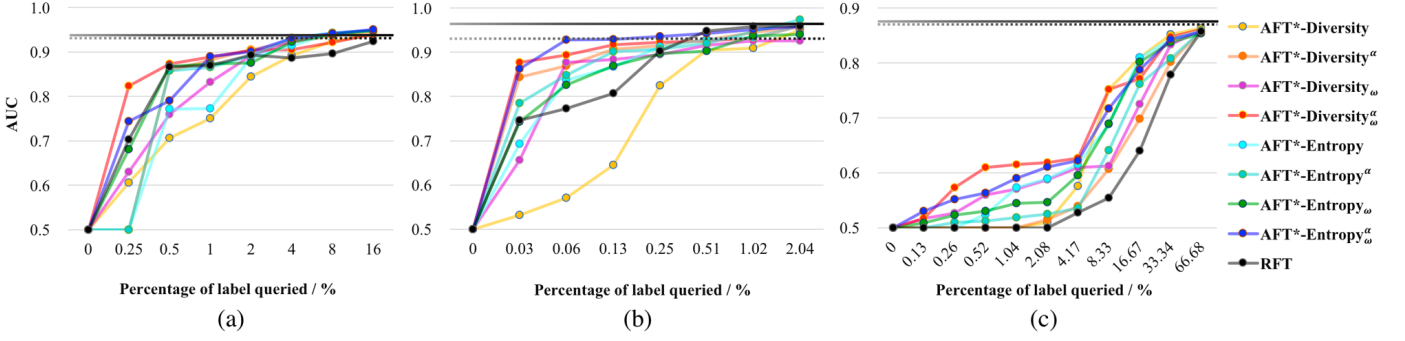 AUC
1.0
0.9
0.8
0.7
0.6
0.5
0 0.25 0.5 1 2 4 8 16
Percentage of label queried / %
(a)
1.0
0.9
0.8
0.7
0.6
0.5
0 0.03 0.06 0.13 0.25 0.51 1.02 2.04
Percentage of label queried / %
(b)
0.9
0.8
0.7
0.6
0.5
0 0.13 0.26 0.52 1.04 2.08 4.17 8.33 16.67 33.34 66.68
Percentage of label queried / %
(c)
AFT*-Diversity
AFT*-Diversity^α
AFT*-Diversity_ω
AFT*-Diversity^α_ω
AFT*-Entropy
AFT*-Entropy^α
AFT*-Entropy_ω
AFT*-Entropy^α_ω
RFT